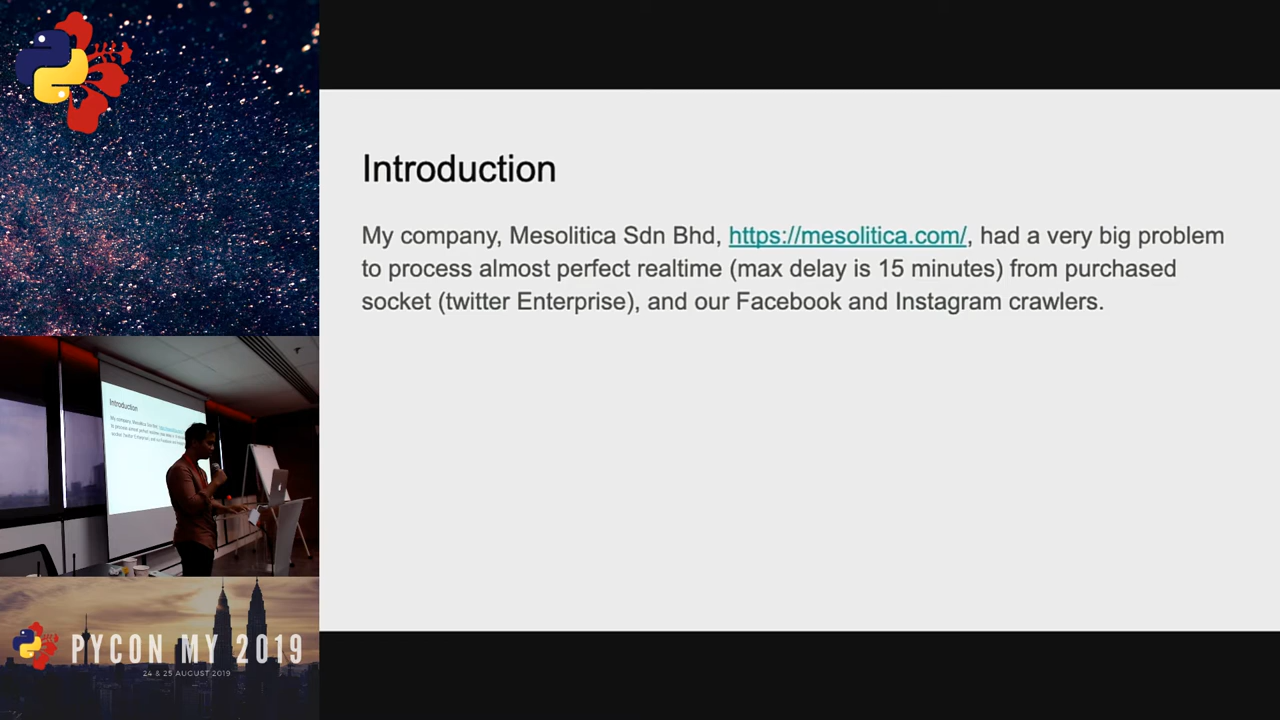 Introduction
My company, Mesolitica Sdn Bhd, https://mesolitica.com/, had a very big problem
to process almost perfect realtime (max delay is 15 minutes) from purchased
socket (twitter Enterprise), and our Facebook and Instagram crawlers.
Introduction
PYCON MY 2019
24 & 25 AUGUST 2019